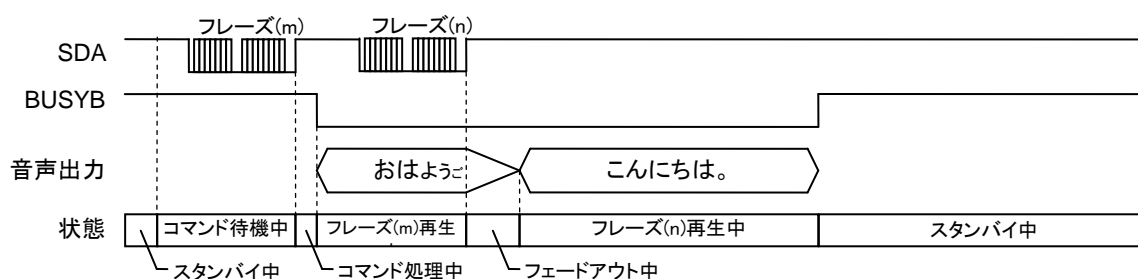 フレーズ(m) フレーズ(n)
SDA
BUSYB
音声出力 おはようご こんにちは。
状態 コマンド待機中 フレーズ(m)再生 フレーズ(n)再生中 スタンバイ中
スタンバイ中 コマンド処理中 フェードアウト中